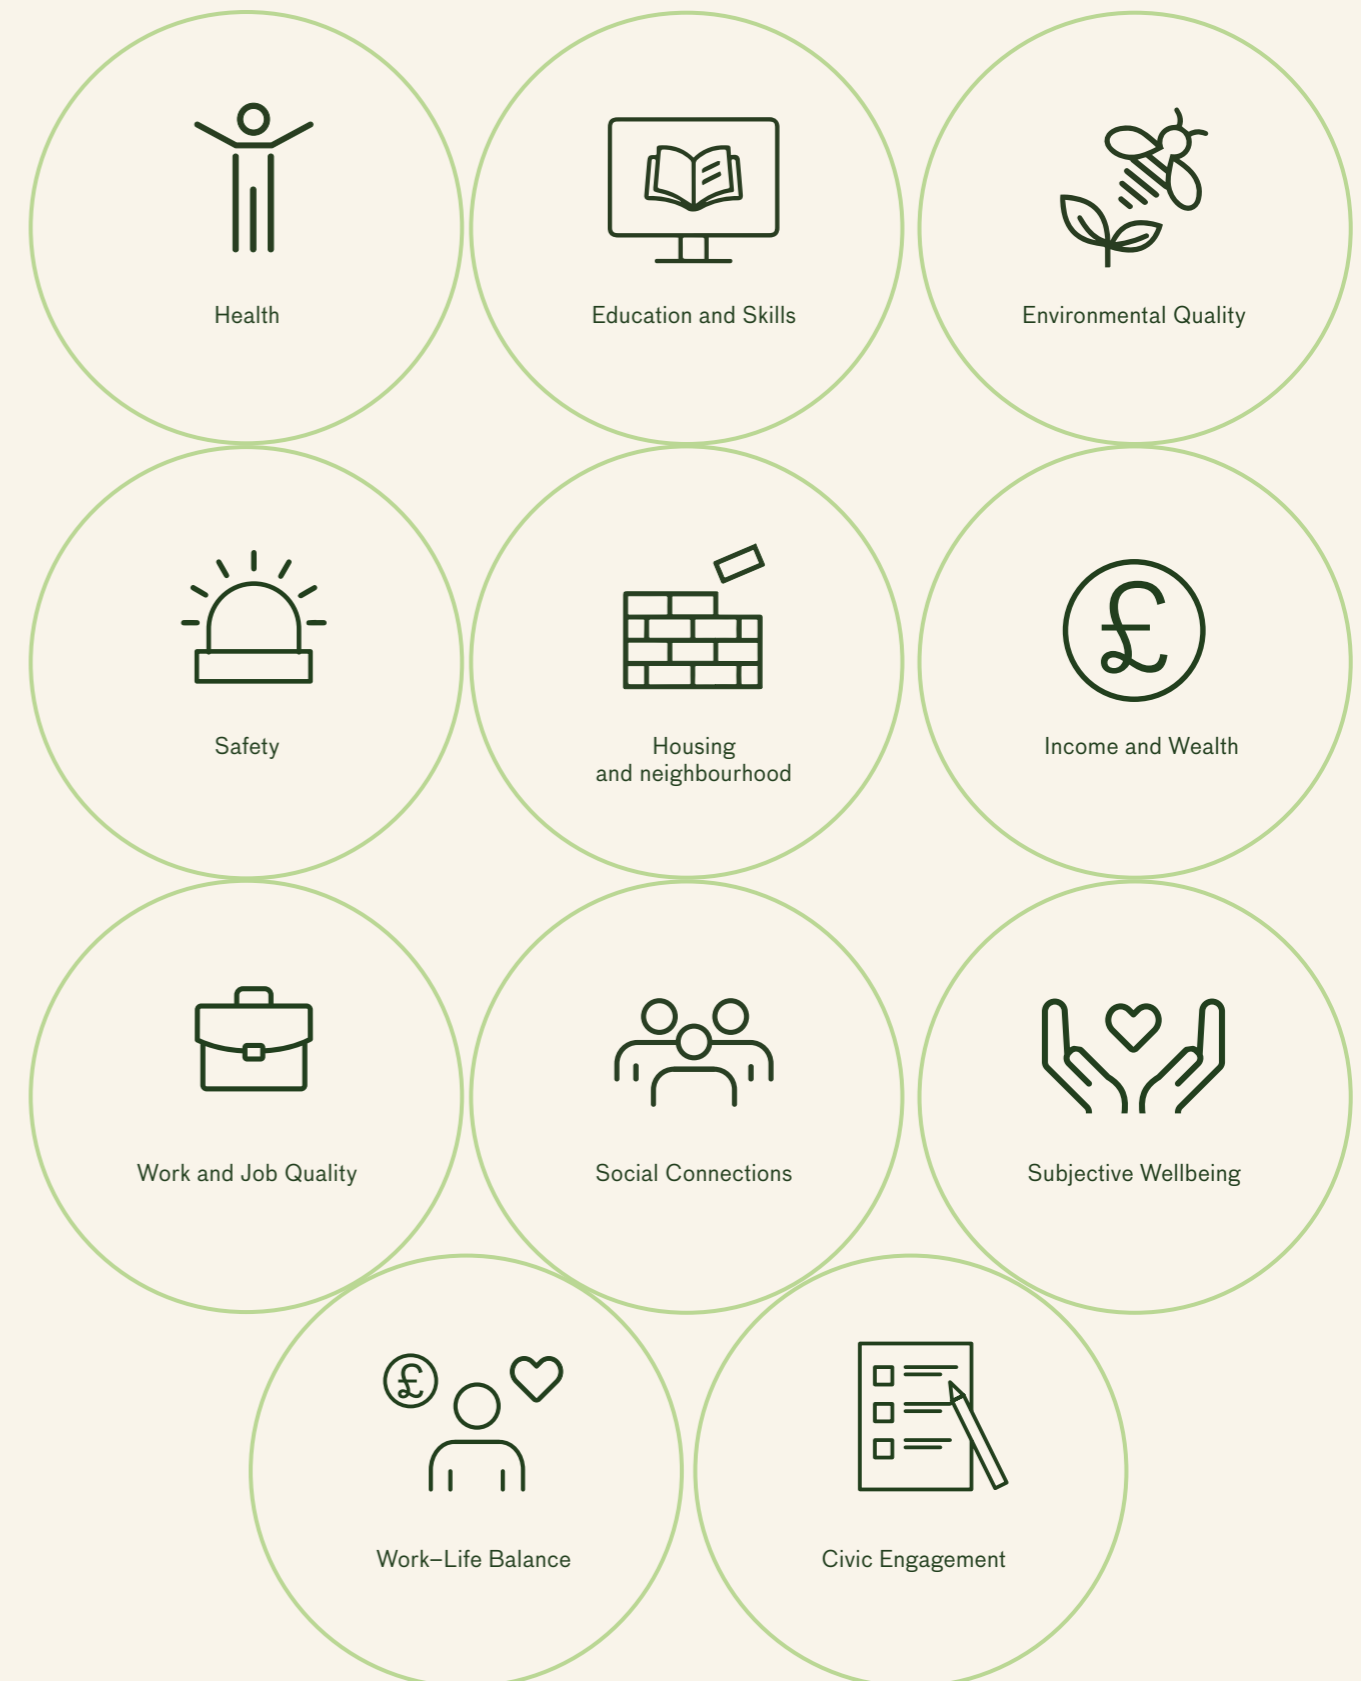 Health
Education and Skills
Environmental Quality
Safety
Housing
and neighbourhood
£
Income and Wealth
Work and Job Quality
Social Connections
Subjective Wellbeing
£
Work–Life Balance
Civic Engagement